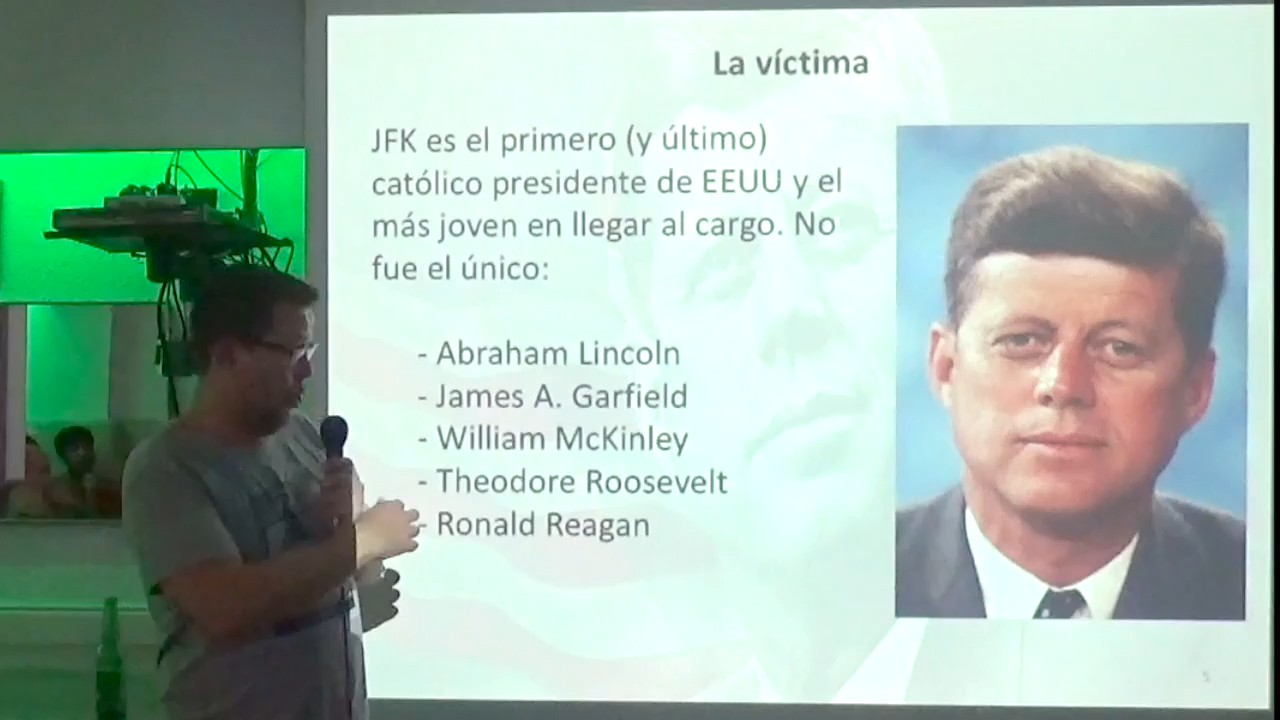 La víctima
JFK es el primero (y último)
católico presidente de EEUU y el
más joven en llegar al cargo. No
fue el único:
- Abraham Lincoln
- James A. Garfield
- William McKinley
- Theodore Roosevelt
- Ronald Reagan